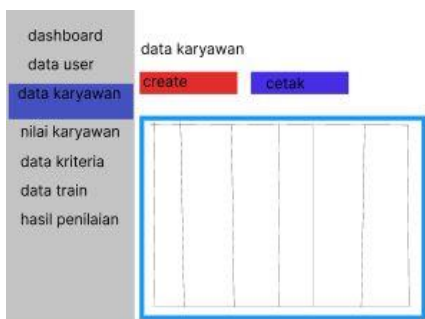 dashboard
data user
data karyawan
nilai karyawan
data kriteria
data train
hasil penilaian
data karyawan
create
cetak